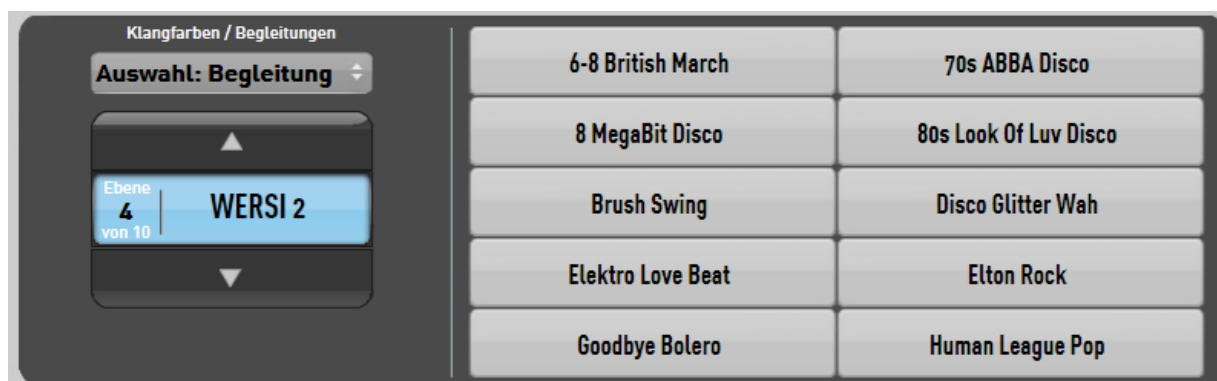 Klangfarben / Begleitungen
Auswahl: Begleitung
Ebene
4
von 10
WERSI 2
6-8 British March
70s ABBA Disco
8 MegaBit Disco
80s Look Of Luv Disco
Brush Swing
Disco Glitter Wah
Elektro Love Beat
Elton Rock
Goodbye Bolero
Human League Pop